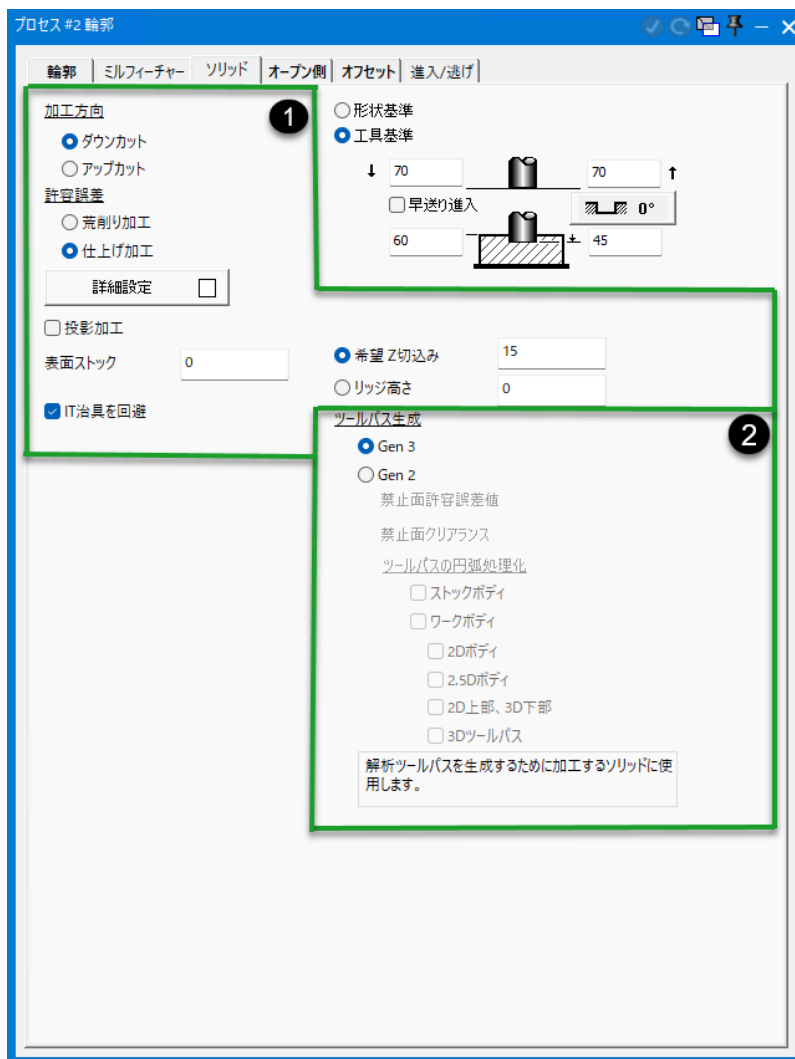 プロセス #2 輪郭
輪郭 ミルフィーチャー ソリッド オープン側 オフセット 進入/逃げ
加工方向
1
ダウンカット
アップカット
許容誤差
荒削り加工
仕上げ加工
詳細設定
投影加工
表面ストック 0
IT治具を回避
形状基準
工具基準
70 70
早送り進入
0°
60 45
希望 Z切込み 15
リッジ高さ 0
ツールパス生成
2
Gen 3
Gen 2
禁止面許容誤差値
禁止面クリアランス
ツールパスの円弧処理化
ストックボディ
ワークボディ
2Dボディ
2.5Dボディ
2D上部、3D下部
3Dツールパス
解析ツールパスを生成するために加工するソリッドに使
用します。